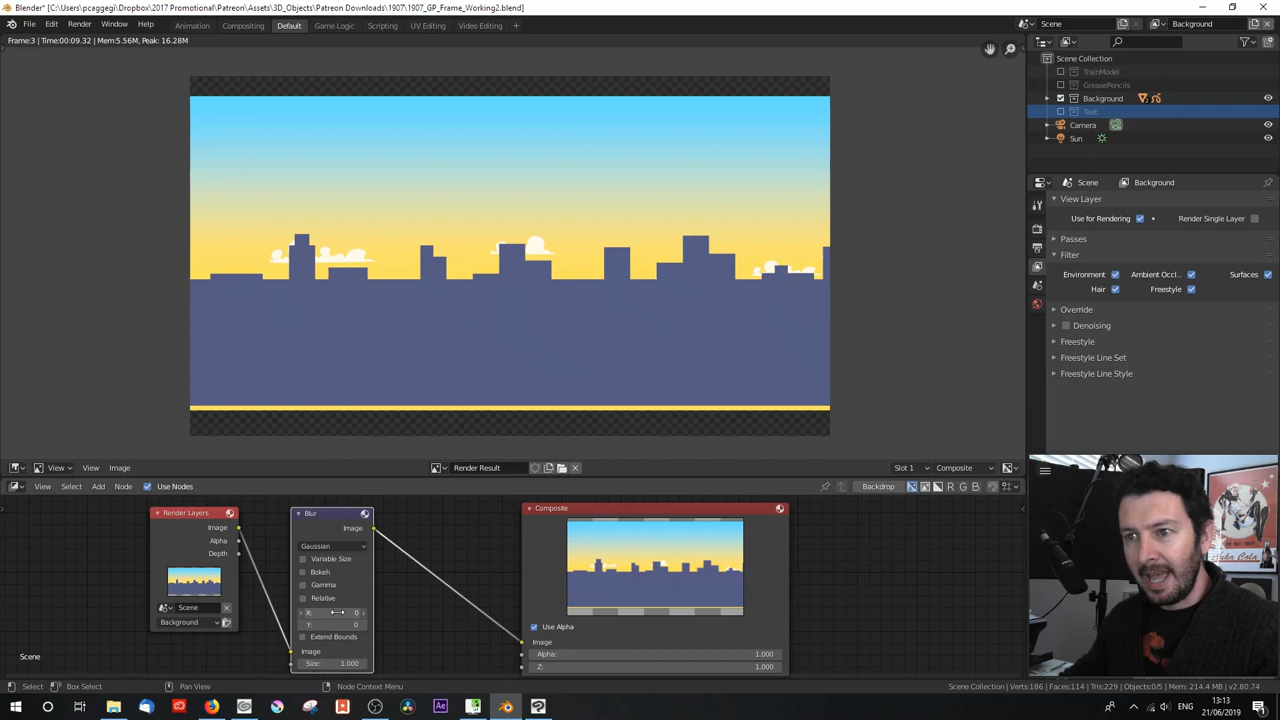 Blender* [C:\Users\pcaggegi\Dropbox\2017 Promotional\Patreon\Assets\3D_Objects\Patreon Downloads\1907\1907_GP_Frame_Working2.blend]
File Edit Render Window Help Animation Compositing Default Game Logic Scripting UV Editing Video Editing + Scene Background
Frame:3 | Time:00:09.32 | Mem:5.56M, Peak: 16.28M
Scene Collection
TrainModel
GreasePencils
Background
Text
Camera
Sun
Scene Background
View Layer
Use for Rendering Render Single Layer
Passes
Filter
Environment Ambient Occl.. Surfaces
Hair Freestyle
Override
Denoising
Freestyle
Freestyle Line Set
Freestyle Line Style
View View Image Render Result Slot 1 Composite
View Select Add Node Use Nodes Backdrop R G B
Render Layers
Image
Alpha
Depth
Scene
Background
Blur
Image
Gaussian
Variable Size
Bokeh
Gamma
Relative
X: 0
Y: 0
Extend Bounds
Image
Size: 1.000
Composite
Use Alpha
Image
Alpha: 1.000
Z: 1.000
Scene
Select Box Select Pan View Node Context Menu Scene Collection | Verts:186 | Faces:114 | Tris:229 | Objects:0/5 | Mem: 214.4 MB | v2.80.74
Ae ENG 13:13
21/06/2019